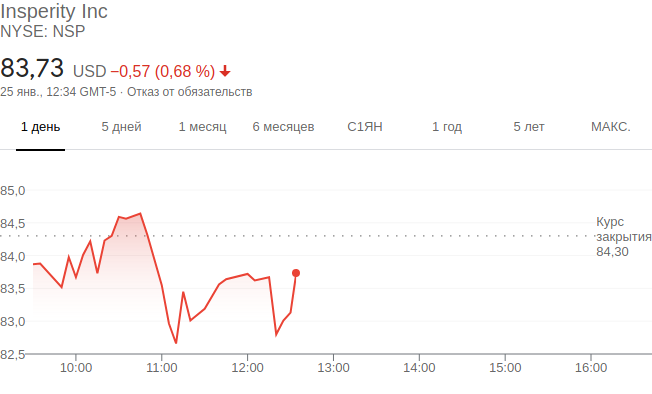 Insperity Inc
NYSE: NSP
83,73 USD −0,57 (0,68 %)
25 янв., 12:34 GMT-5 · Отказ от обязательств
1 день 5 дней 1 месяц 6 месяцев С1ЯН 1 год 5 лет МАКС.
85,0
84,5
Курс
закрытия
84,30
84,0
83,5
83,0
82,5
10:00 11:00 12:00 13:00 14:00 15:00 16:00